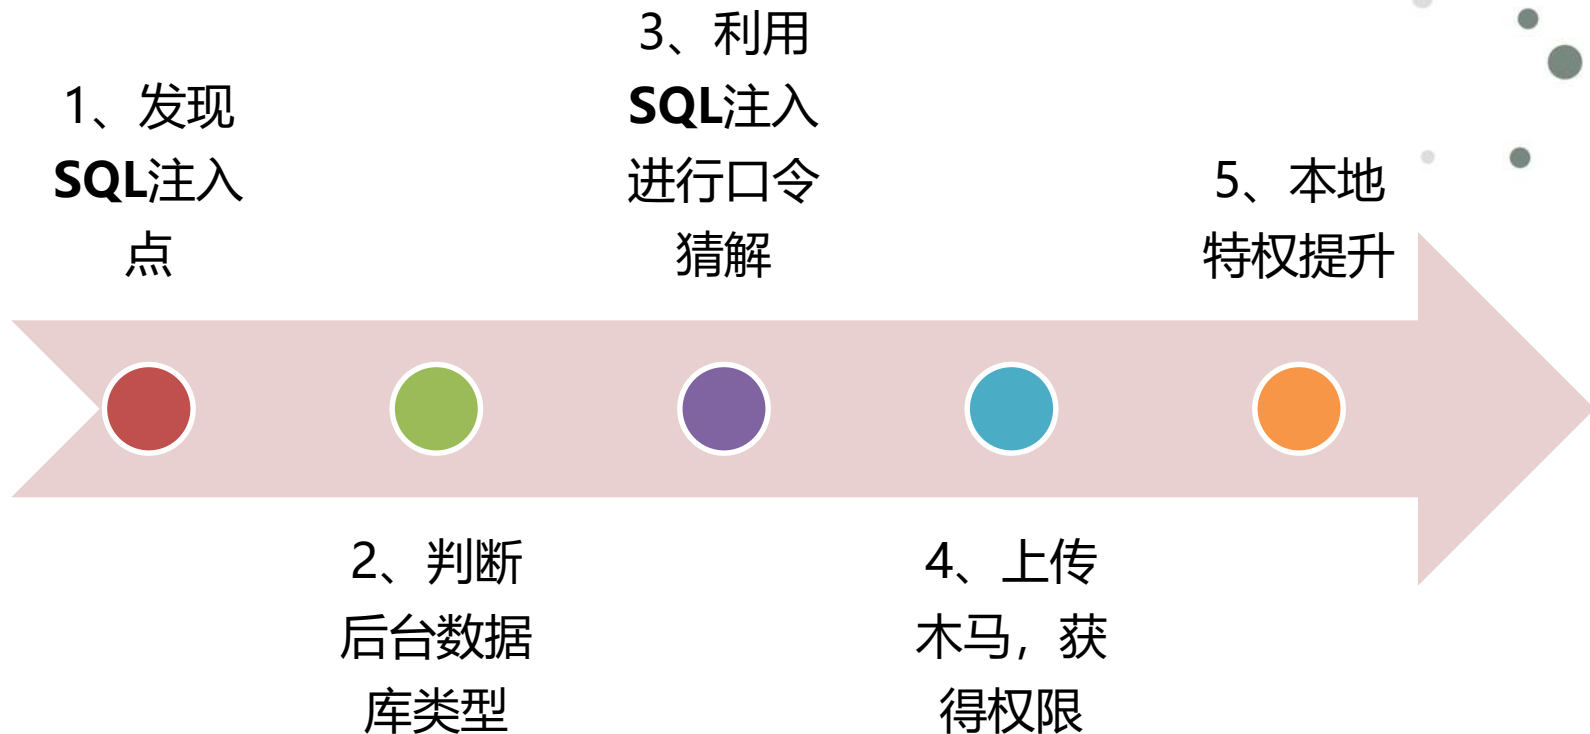 1、发现
SQL注入
点
2、判断
后台数据
库类型
3、利用
SQL注入
进行口令
猜解
4、上传
木马，获
得权限
5、本地
特权提升